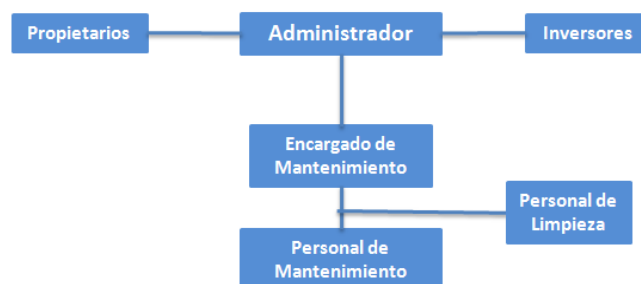 Propietarios
Administrador
Inversores
Encargado de
Mantenimiento
Personal de
Limpieza
Personal de
Mantenimiento